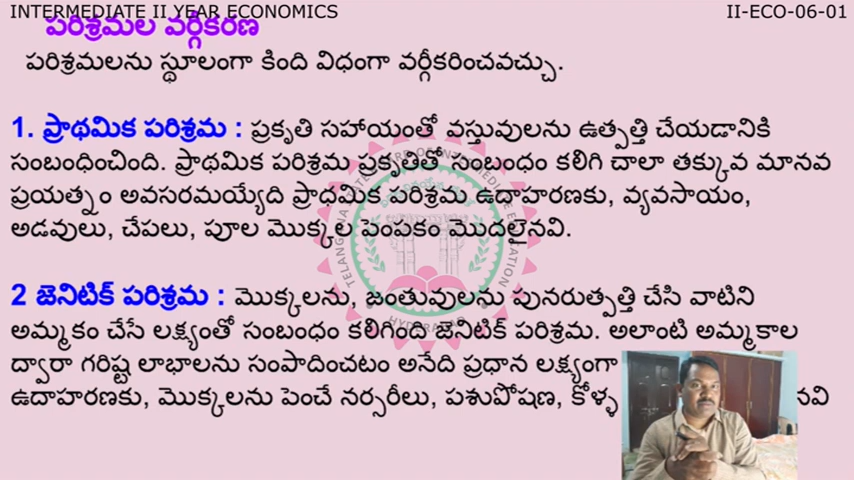 INTERMEDIATE II YEAR ECONOMICS
II-ECO-06-01
పరిశ్రమల వర్గీకరణ
పరిశ్రమలను స్థూలంగా కింది విధంగా వర్గీకరించవచ్చు.
1. ప్రాథమిక పరిశ్రమ : ప్రకృతి సహాయంతో వస్తువులను ఉత్పత్తి చేయడానికి
సంబంధించింది. ప్రాథమిక పరిశ్రమ ప్రకృతితో సంబంధం కలిగి చాలా తక్కువ మానవ
ప్రయత్నం అవసరమయ్యేది ప్రాథమిక పరిశ్రమ ఉదాహరణకు, వ్యవసాయం,
అడవులు, చేపలు, పూల మొక్కల పెంపకం మొదలైనవి.
2 జెనిటిక్ పరిశ్రమ : మొక్కలను, జంతువులను పునరుత్పత్తి చేసి వాటిని
అమ్మకం చేసే లక్ష్యంతో సంబంధం కలిగింది జెనిటిక్ పరిశ్రమ. అలాంటి అమ్మకాల
ద్వారా గరిష్ట లాభాలను సంపాదించటం అనేది ప్రధాన లక్ష్యంగా
ఉదాహరణకు, మొక్కలను పెంచే నర్సరీలు, పశుపోషణ, కోళ్ళ నవి
HYDERABAD